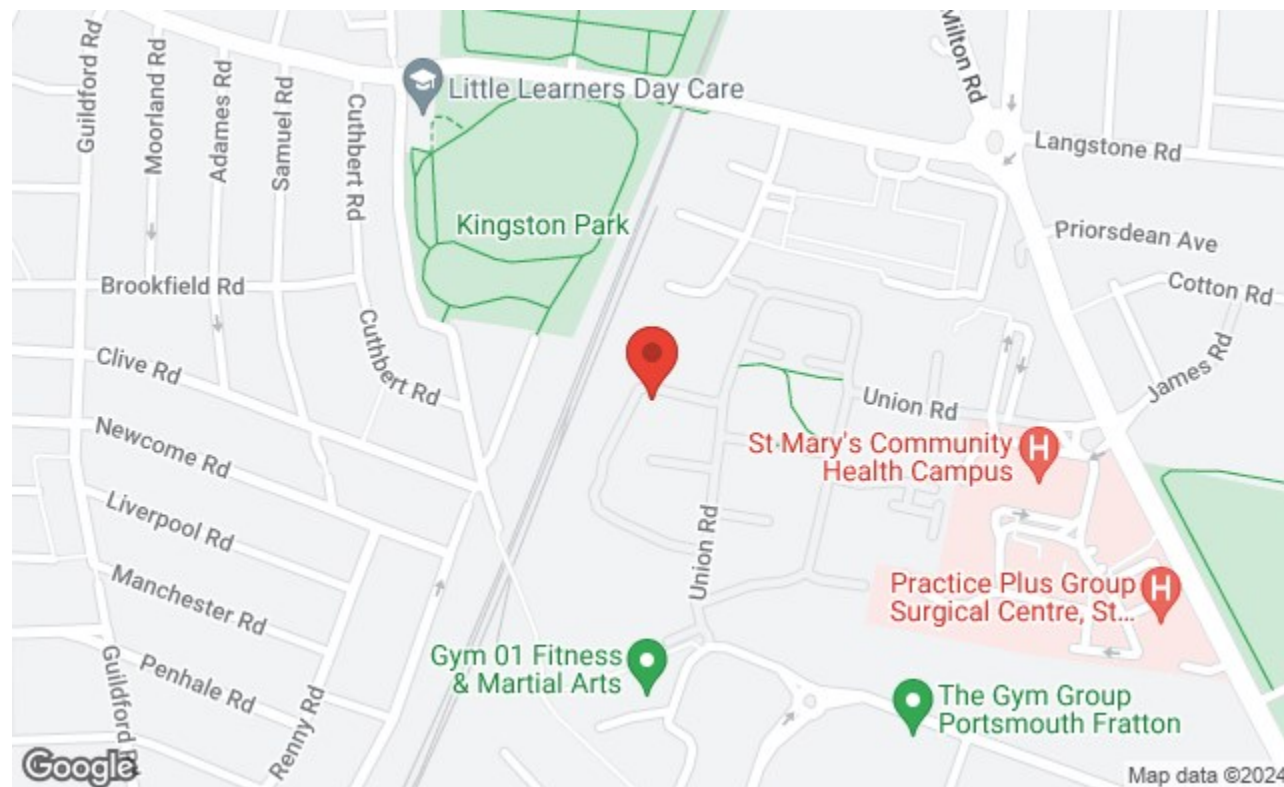 Guildford Rd
Moorland Rd
Adames Rd
Samuel Rd
Cuthbert Rd
Little Learners Day Care
Milton Rd
Langstone Rd
Kingston Park
Priorsdean Ave
Brookfield Rd
Cotton Rd
Cuthbert Rd
Clive Rd
James Rd
Union Rd
Newcome Rd
St Mary's Community
Health Campus
Liverpool Rd
Union Rd
Manchester Rd
Practice Plus Group
Surgical Centre, St...
Gym 01 Fitness
& Martial Arts
Penhale Rd
Guildford Rd
Renny Rd
The Gym Group
Portsmouth Fratton
Google
Map data ©2024
H
H